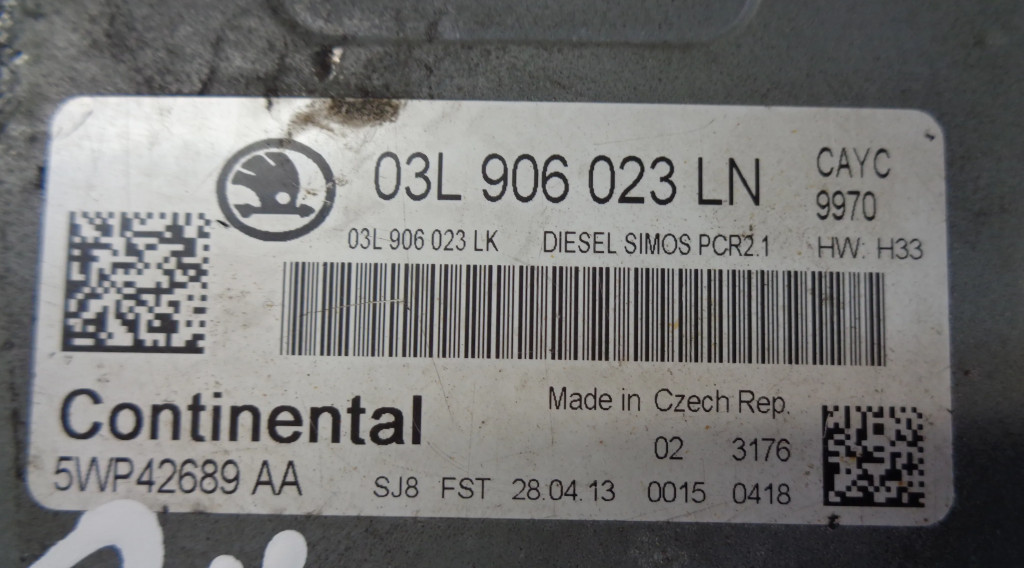 03L 906 023 LN
CAYC
9970
03L 906 023 LK DIESEL SIMOS PCR2.1 HW: H33
Continental
Made in Czech Rep.
02 3176
5WP42689 AA
SJ8 FST 28.04.13 0015 0418